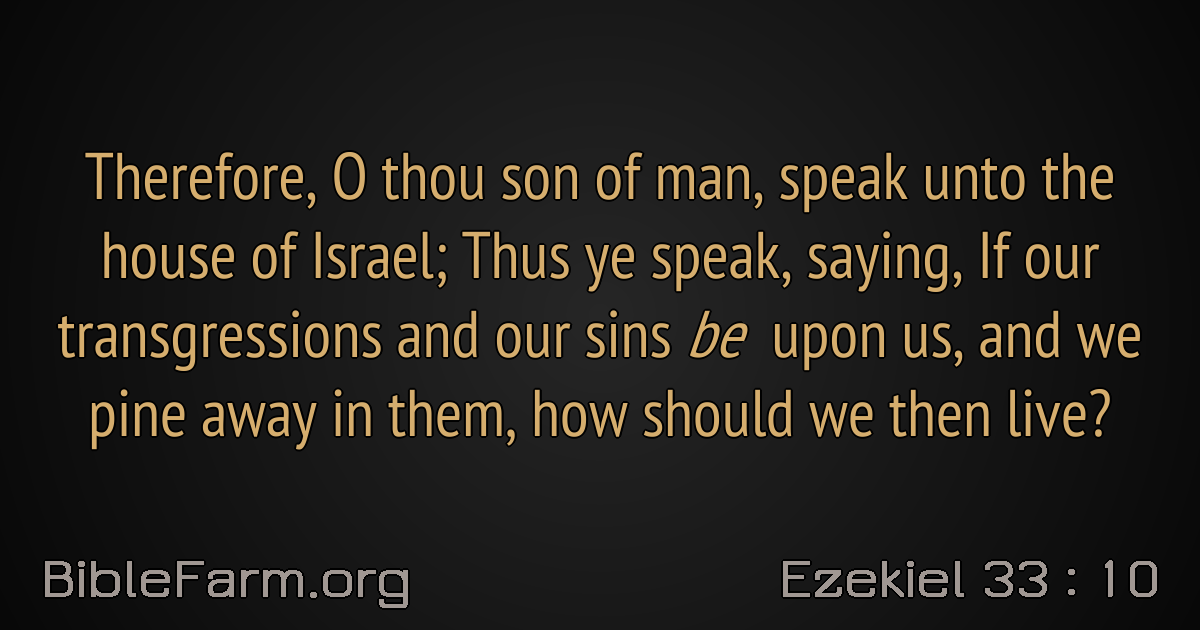 Therefore, O thou son of man, speak unto the
house of Israel; Thus ye speak, saying, If our
transgressions and our sins be upon us, and we
pine away in them, how should we then live?
BibleFarm.org
Ezekiel 33 : 10